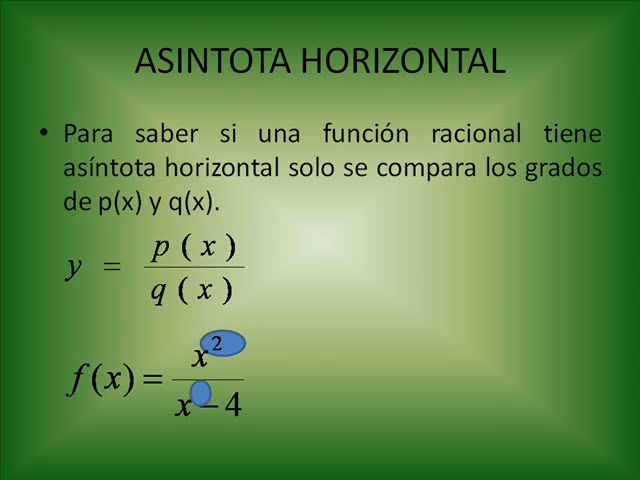 ASINTOTA HORIZONTAL
• Para saber si una función racional tiene
asíntota horizontal solo se compara los grados
de p(x) y q(x).
y = p ( x ) / q ( x )
f(x) = x² / x − 4